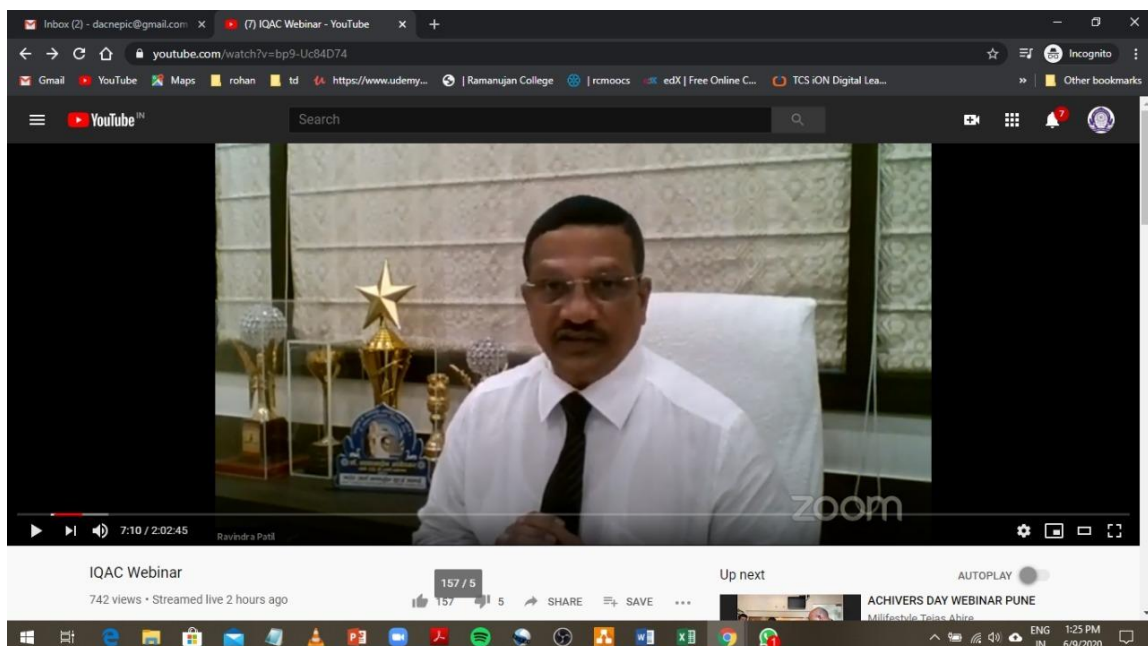 Inbox (2) - dacnepic@gmail.com
(7) IQAC Webinar - YouTube
youtube.com/watch?v=bp9-Uc84D74
Incognito
Gmail
YouTube
Maps
rohan
td
https://www.udemy...
| Ramanujan College
| rcmoocs
edX | Free Online C...
TCS iON Digital Lea...
Other bookmarks
YouTube IN
Search
7
zoom
7:10 / 2:02:45
Ravindra Patil
IQAC Webinar
742 views • Streamed live 2 hours ago
157 / 5
157
5
SHARE
SAVE
Up next
AUTOPLAY
ACHIVERS DAY WEBINAR PUNE
Milifestyle Tejas Ahire
ENG
IN
1:25 PM
6/9/2020